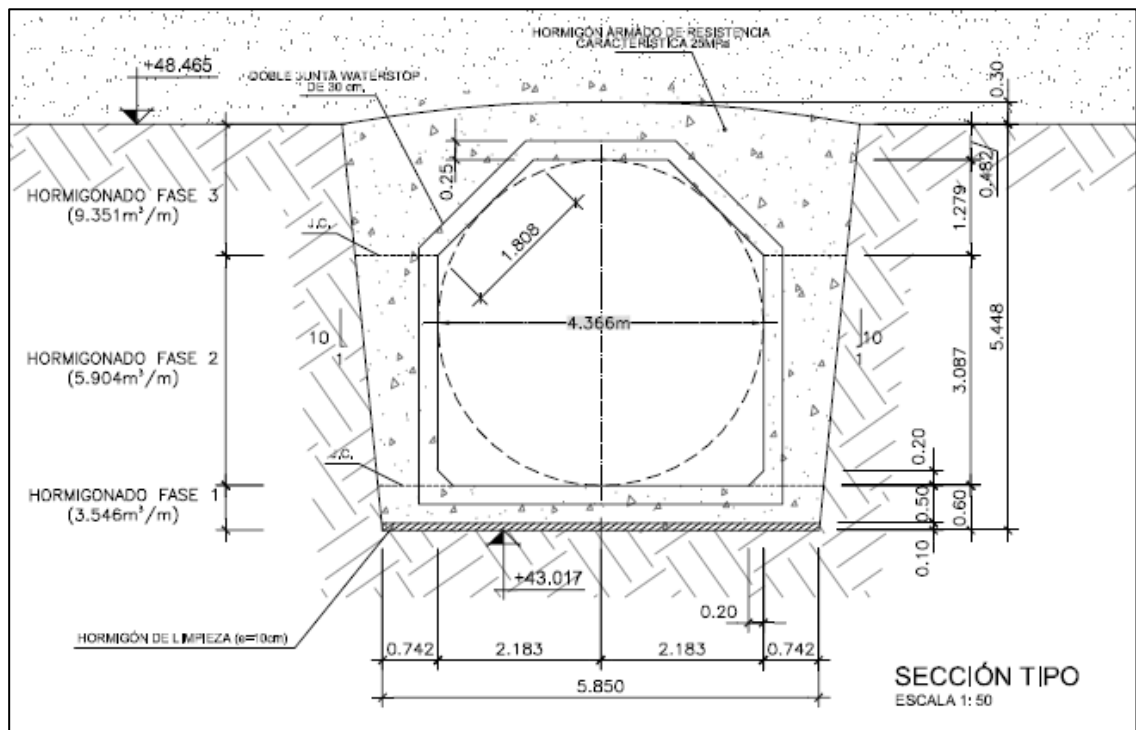 HORMIGÓN ARMADO DE RESISTENCIA
CARACTERÍSTICA 25MPa
+48.465
DOBLE JUNTA WATERSTOP
DE 30 cm.
0.30
0.482
0.25
HORMIGONADO FASE 3
(9.351m³/m)
J.C.
1.279
1.808
4.366m
10
1
10
1
HORMIGONADO FASE 2
(5.904m³/m)
3.087
5.448
J.C.
0.20
HORMIGONADO FASE 1
(3.546m³/m)
0.50
0.60
0.10
+43.017
0.20
HORMIGÓN DE LIMPIEZA (e=10cm)
0.742
2.183
2.183
0.742
5.850
SECCIÓN TIPO
ESCALA 1:50